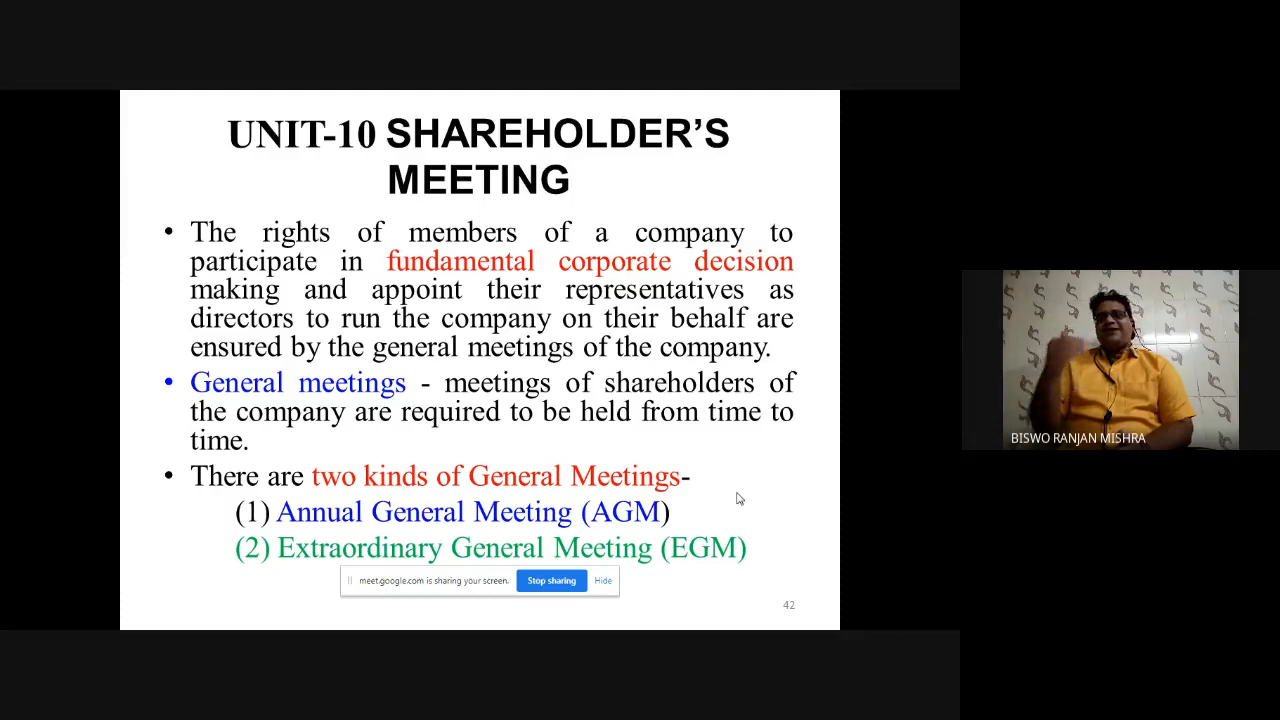 UNIT-10 SHAREHOLDER’S
MEETING
• The rights of members of a company to
participate in fundamental corporate decision
making and appoint their representatives as
directors to run the company on their behalf are
ensured by the general meetings of the company.
• General meetings - meetings of shareholders of
the company are required to be held from time to
time.
• There are two kinds of General Meetings-
(1) Annual General Meeting (AGM)
(2) Extraordinary General Meeting (EGM)
meet.google.com is sharing your screen. Stop sharing Hide
42
BISWO RANJAN MISHRA